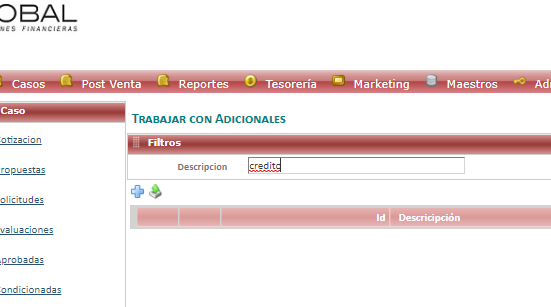 OBAL
NES FINANCIERAS
Casos Post Venta Reportes Tesorería Marketing Maestros Ad
Caso
TRABAJAR CON ADICIONALES
Filtros
otizacion
Descripcion credito
ropuestas
olicitudes
Id Descricipción
valuaciones
probadas
ondicionadas